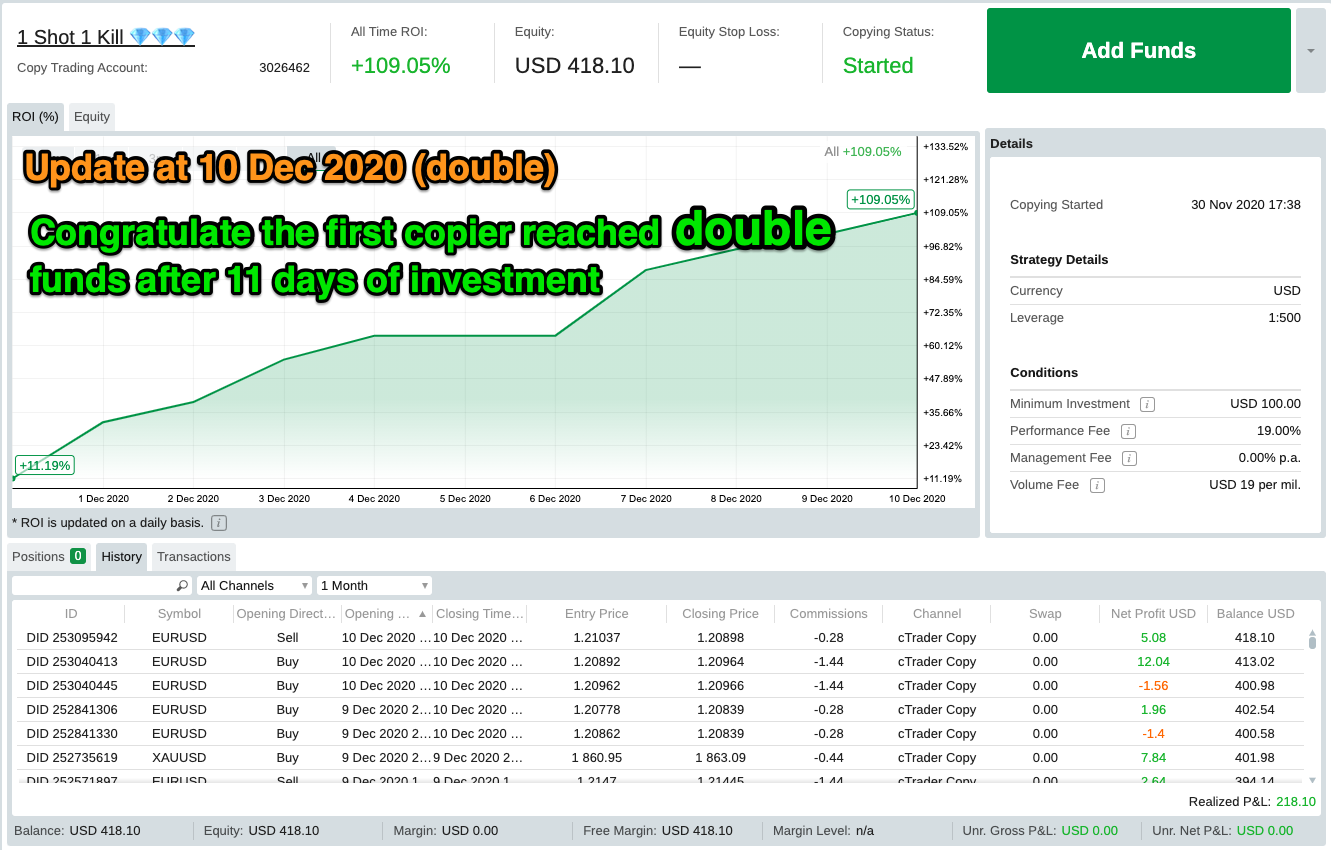 1 Shot 1 Kill 💎💎💎
Copy Trading Account: 3026462
All Time ROI:
+109.05%
Equity:
USD 418.10
Equity Stop Loss:
—
Copying Status:
Started
Add Funds
ROI (%) Equity
All
All +109.05%
Update at 10 Dec 2020 (double)
Congratulate the first copier reached double
funds after 11 days of investment
+109.05%
+11.19%
+133.52%
+121.28%
+109.05%
+96.82%
+84.59%
+72.35%
+60.12%
+47.89%
+35.66%
+23.42%
+11.19%
1 Dec 2020 2 Dec 2020 3 Dec 2020 4 Dec 2020 5 Dec 2020 6 Dec 2020 7 Dec 2020 8 Dec 2020 9 Dec 2020 10 Dec 2020
* ROI is updated on a daily basis. i
Details
Copying Started 30 Nov 2020 17:38
Strategy Details
Currency USD
Leverage 1:500
Conditions
Minimum Investment i USD 100.00
Performance Fee i 19.00%
Management Fee i 0.00% p.a.
Volume Fee i USD 19 per mil.
Positions 0 History Transactions
All Channels 1 Month
ID Symbol Opening Direct... Opening ... Closing Time... Entry Price Closing Price Commissions Channel Swap Net Profit USD Balance USD
DID 253095942 EURUSD Sell 10 Dec 2020 ... 10 Dec 2020 ... 1.21037 1.20898 -0.28 cTrader Copy 0.00 5.08 418.10
DID 253040413 EURUSD Buy 10 Dec 2020 ... 10 Dec 2020 ... 1.20892 1.20964 -1.44 cTrader Copy 0.00 12.04 413.02
DID 253040445 EURUSD Buy 10 Dec 2020 ... 10 Dec 2020 ... 1.20962 1.20966 -1.44 cTrader Copy 0.00 -1.56 400.98
DID 252841306 EURUSD Buy 9 Dec 2020 2... 10 Dec 2020 ... 1.20778 1.20839 -0.28 cTrader Copy 0.00 1.96 402.54
DID 252841330 EURUSD Buy 9 Dec 2020 2... 10 Dec 2020 ... 1.20862 1.20839 -0.28 cTrader Copy 0.00 -1.4 400.58
DID 252735619 XAUUSD Buy 9 Dec 2020 2... 9 Dec 2020 2... 1 860.95 1 863.09 -0.44 cTrader Copy 0.00 7.84 401.98
DID 252571897 EURUSD Sell 9 Dec 2020 1... 9 Dec 2020 1... 1.2147 1.21445 -1.44 cTrader Copy 0.00 2.64 394.14
Realized P&L: 218.10
Balance: USD 418.10 Equity: USD 418.10 Margin: USD 0.00 Free Margin: USD 418.10 Margin Level: n/a Unr. Gross P&L: USD 0.00 Unr. Net P&L: USD 0.00